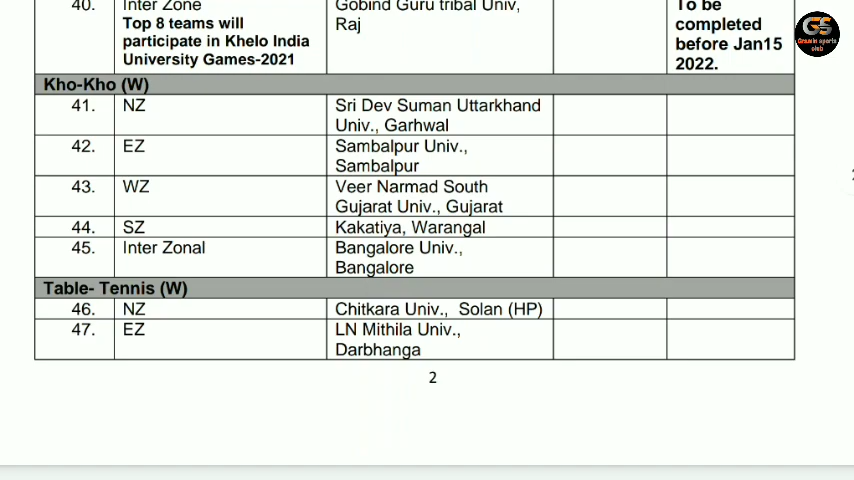 40. Inter Zone Gobind Guru tribal Univ, To be
Top 8 teams will Raj completed
participate in Khelo India before Jan15
University Games-2021 2022.
GS
Gramin sports
club
Kho-Kho (W)
41. NZ Sri Dev Suman Uttarkhand
Univ., Garhwal
42. EZ Sambalpur Univ.,
Sambalpur
43. WZ Veer Narmad South
Gujarat Univ., Gujarat
44. SZ Kakatiya, Warangal
45. Inter Zonal Bangalore Univ.,
Bangalore
Table- Tennis (W)
46. NZ Chitkara Univ., Solan (HP)
47. EZ LN Mithila Univ.,
Darbhanga
2